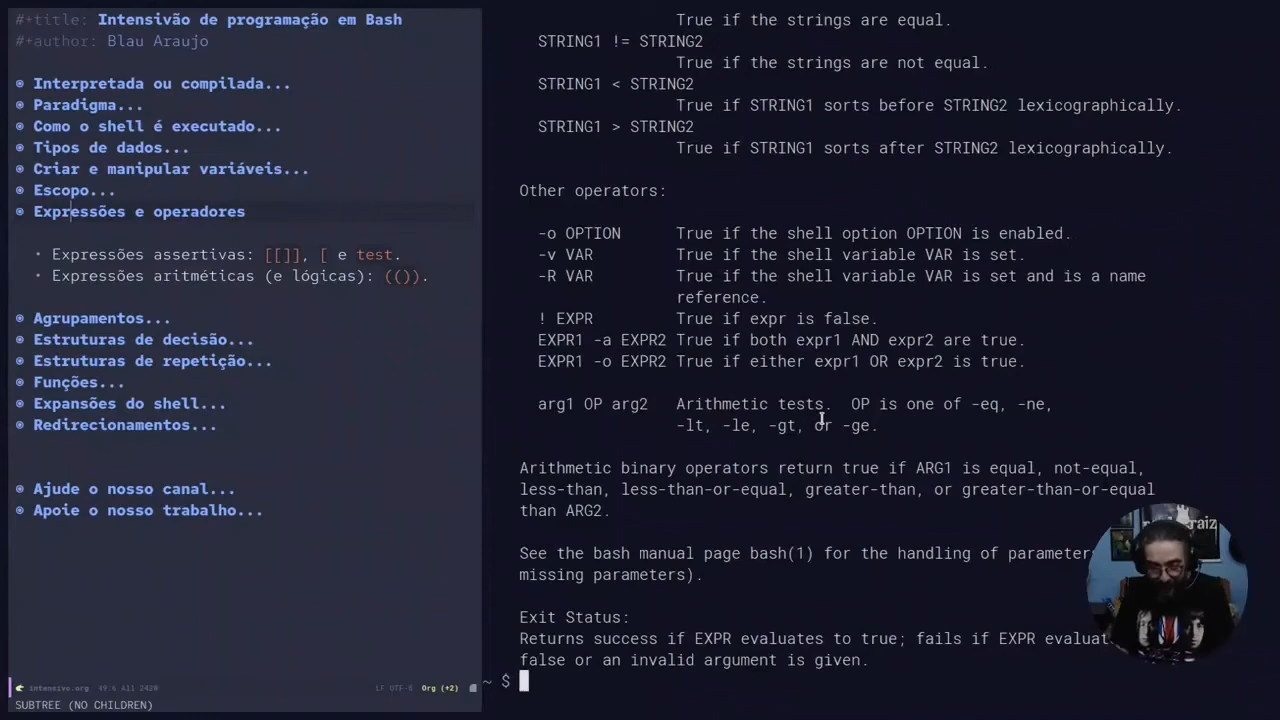 #+title: Intensivão de programação em Bash
#+author: Blau Araujo
Interpretada ou compilada...
Paradigma...
Como o shell é executado...
Tipos de dados...
Criar e manipular variáveis...
Escopo...
Expressões e operadores
• Expressões assertivas: [[]], [ e test.
• Expressões aritméticas (e lógicas): (()).
Agrupamentos...
Estruturas de decisão...
Estruturas de repetição...
Funções...
Expansões do shell...
Redirecionamentos...
Ajude o nosso canal...
Apoie o nosso trabalho...
intensivo.org 49:6 All 2420 LF UTF-8 Org (+2)
SUBTREE (NO CHILDREN)
True if the strings are equal.
STRING1 != STRING2
True if the strings are not equal.
STRING1 < STRING2
True if STRING1 sorts before STRING2 lexicographically.
STRING1 > STRING2
True if STRING1 sorts after STRING2 lexicographically.
Other operators:
-o OPTION True if the shell option OPTION is enabled.
-v VAR True if the shell variable VAR is set.
-R VAR True if the shell variable VAR is set and is a name
reference.
! EXPR True if expr is false.
EXPR1 -a EXPR2 True if both expr1 AND expr2 are true.
EXPR1 -o EXPR2 True if either expr1 OR expr2 is true.
arg1 OP arg2 Arithmetic tests. OP is one of -eq, -ne,
-lt, -le, -gt, or -ge.
Arithmetic binary operators return true if ARG1 is equal, not-equal,
less-than, less-than-or-equal, greater-than, or greater-than-or-equal
than ARG2.
See the bash manual page bash(1) for the handling of parameter
missing parameters).
Exit Status:
Returns success if EXPR evaluates to true; fails if EXPR evaluat
false or an invalid argument is given.
~ $
raiz